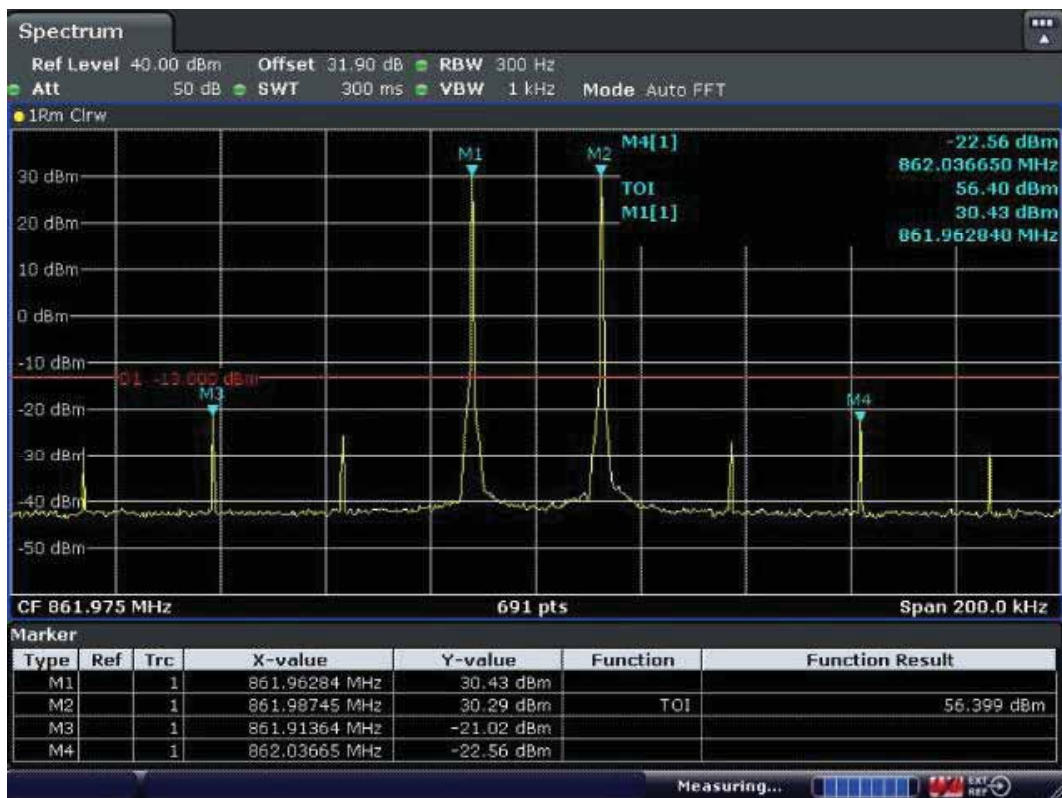 Spectrum
Ref Level 40.00 dBm Offset 31.90 dB RBW 300 Hz
Att 50 dB SWT 300 ms VBW 1 kHz Mode Auto FFT
1Rm Clrw
M4[1] -22.56 dBm
862.036650 MHz
TOI 56.40 dBm
M1[1] 30.43 dBm
861.962840 MHz
M1
M2
30 dBm
20 dBm
10 dBm
0 dBm
-10 dBm
D1 -13.000 dBm
M3
M4
-20 dBm
-30 dBm
-40 dBm
-50 dBm
CF 861.975 MHz 691 pts Span 200.0 kHz
Marker
Type Ref Trc X-value Y-value Function Function Result
M1 1 861.96284 MHz 30.43 dBm
M2 1 861.98745 MHz 30.29 dBm TOI 56.399 dBm
M3 1 861.91364 MHz -21.02 dBm
M4 1 862.03665 MHz -22.56 dBm
Measuring... EXT REF